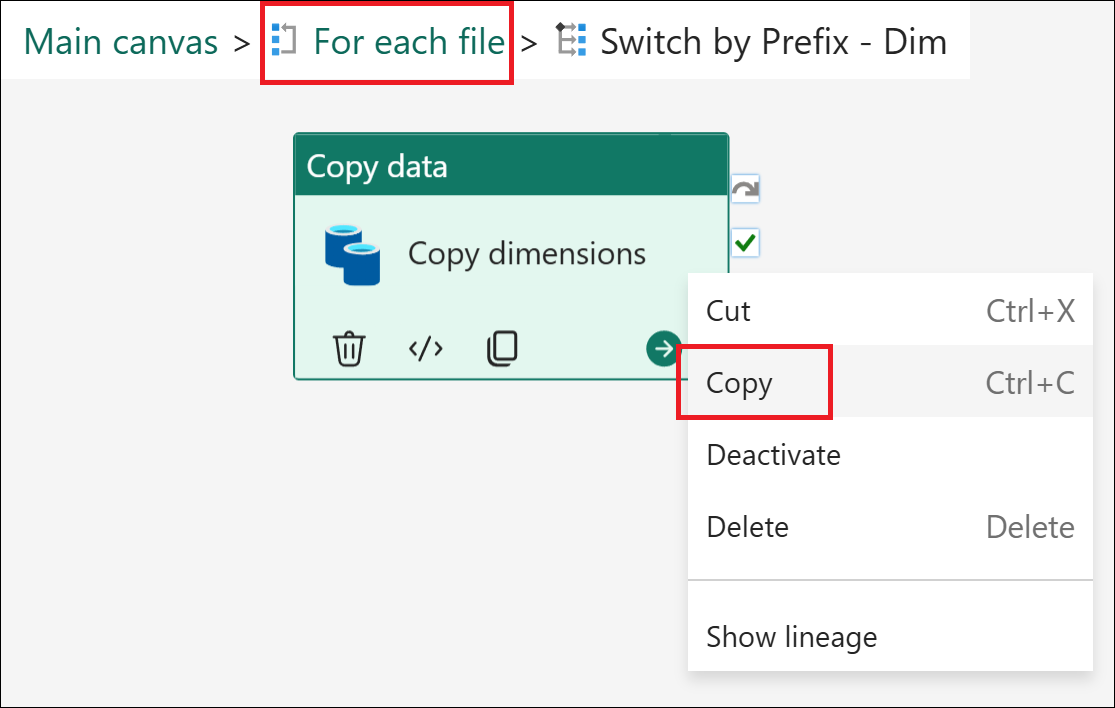 Main canvas > For each file > Switch by Prefix - Dim
Copy data
Copy dimensions
Cut Ctrl+X
Copy Ctrl+C
Deactivate
Delete Delete
Show lineage